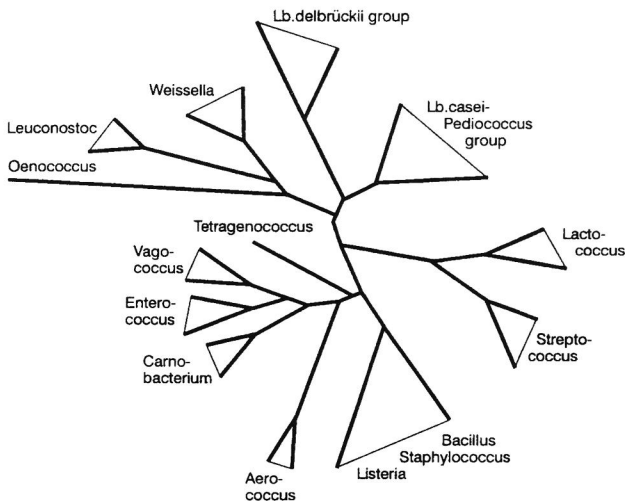 Lb.delbrückii group
Weissella
Lb.casei-
Pediococcus
group
Leuconostoc
Oenococcus
Tetragenococcus
Lacto-
coccus
Vago-
coccus
Entero-
coccus
Strepto-
coccus
Carno-
bacterium
Bacillus
Staphylococcus
Listeria
Aero-
coccus